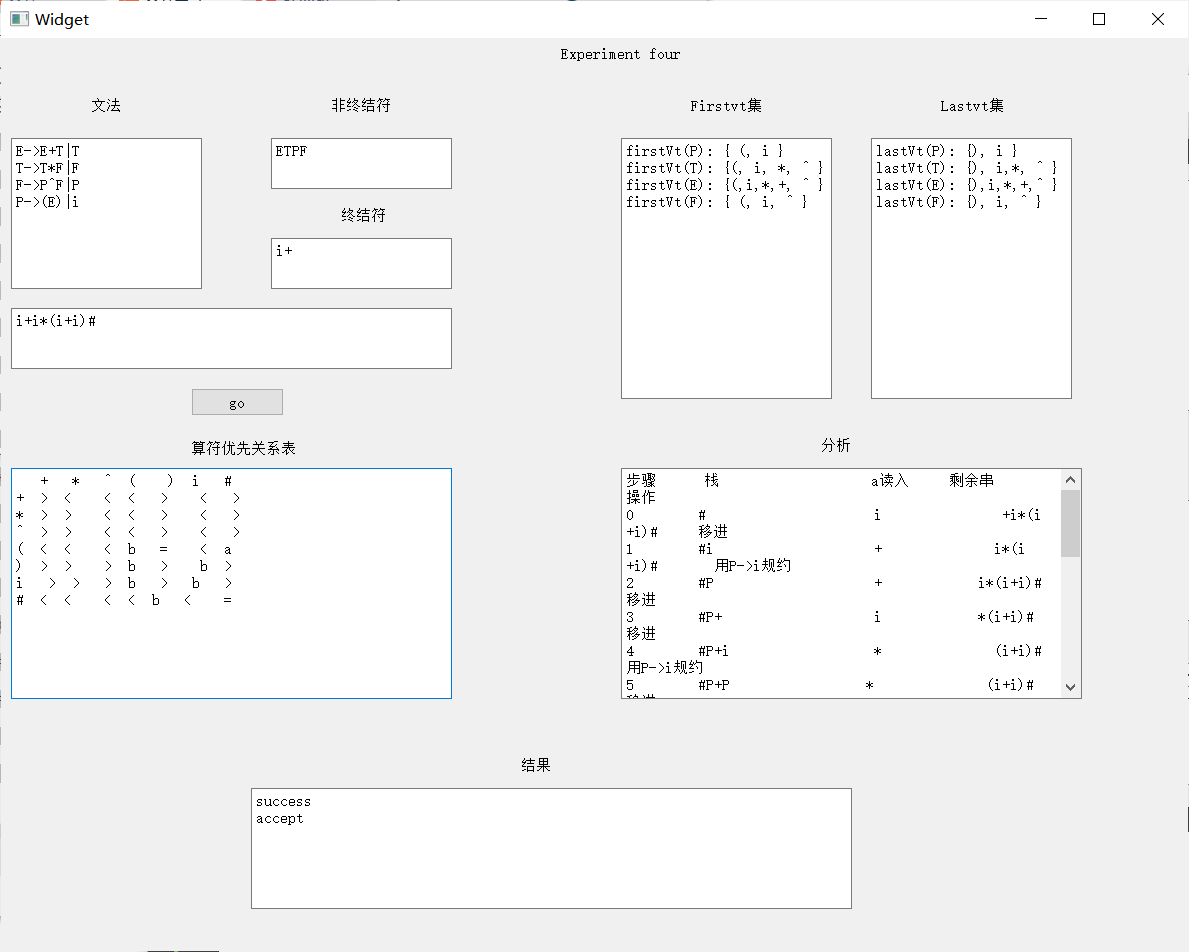 Widget
Experiment four
文法
非终结符
Firstvt集
Lastvt集
E->E+T|T
T->T*F|F
F->P^F|P
P->(E)|i
ETPF
终结符
i+
firstVt(P): { (, i }
firstVt(T): {(, i, *, ^ }
firstVt(E): {(,i,*,+, ^ }
firstVt(F): { (, i, ^ }
lastVt(P): {), i }
lastVt(T): {), i,*, ^ }
lastVt(E): {),i,*,+,^ }
lastVt(F): {), i, ^ }
i+i*(i+i)#
go
算符优先关系表
+ * ^ ( ) i #
+ > < < < > < >
* > > < < > < >
^ > > < < > < >
( < < < b = < a
) > > > b > b >
i > > > b > b >
# < < < < b < =
分析
步骤 栈 a读入 剩余串
操作
0 # i +i*(i
+i)# 移进
1 #i + i*(i
+i)# 用P->i规约
2 #P + i*(i+i)#
移进
3 #P+ i *(i+i)#
移进
4 #P+i * (i+i)#
用P->i规约
5 #P+P * (i+i)#
移进
结果
success
accept